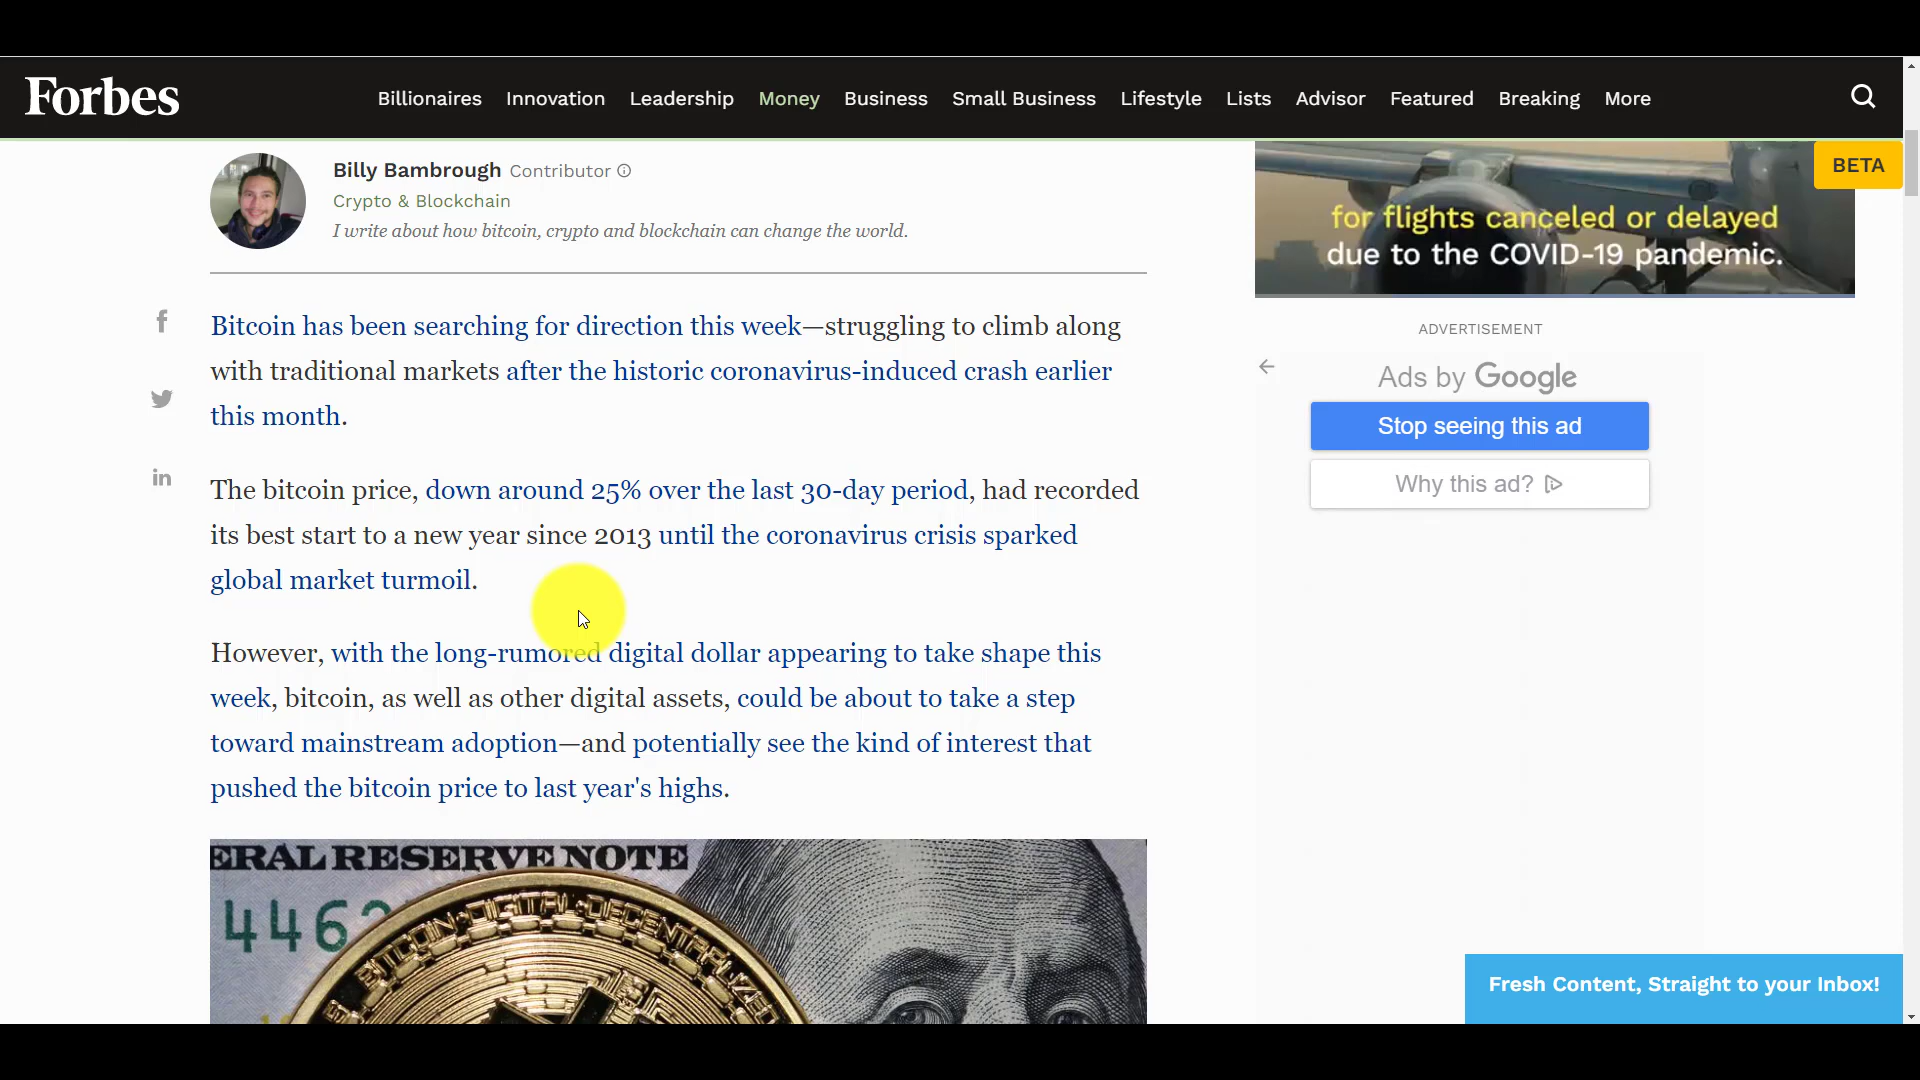 Forbes
Billionaires Innovation Leadership Money Business Small Business Lifestyle Lists Advisor Featured Breaking More
BETA
Billy Bambrough Contributor
Crypto & Blockchain
I write about how bitcoin, crypto and blockchain can change the world.
for flights canceled or delayed
due to the COVID-19 pandemic.
Bitcoin has been searching for direction this week—struggling to climb along
with traditional markets after the historic coronavirus-induced crash earlier
this month.
The bitcoin price, down around 25% over the last 30-day period, had recorded
its best start to a new year since 2013 until the coronavirus crisis sparked
global market turmoil.
However, with the long-rumored digital dollar appearing to take shape this
week, bitcoin, as well as other digital assets, could be about to take a step
toward mainstream adoption—and potentially see the kind of interest that
pushed the bitcoin price to last year's highs.
ERAL RESERVE NOTE
4462
BITCOIN·DIGITAL·DECENTRALIZED
ADVERTISEMENT
Ads by Google
Stop seeing this ad
Why this ad?
Fresh Content, Straight to your Inbox!